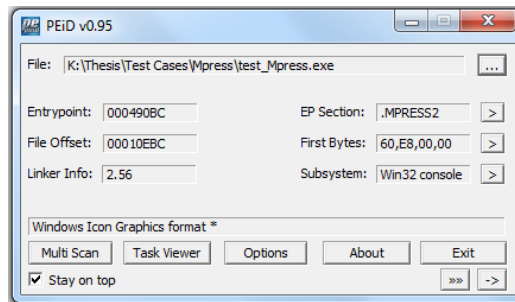 PEiD v0.95
File: K:\Thesis\Test Cases\Mpress\test_Mpress.exe ...
Entrypoint: 000490BC EP Section: .MPRESS2 >
File Offset: 00010EBC First Bytes: 60,E8,00,00 >
Linker Info: 2.56 Subsystem: Win32 console >
Windows Icon Graphics format *
Multi Scan Task Viewer Options About Exit
Stay on top »» ->